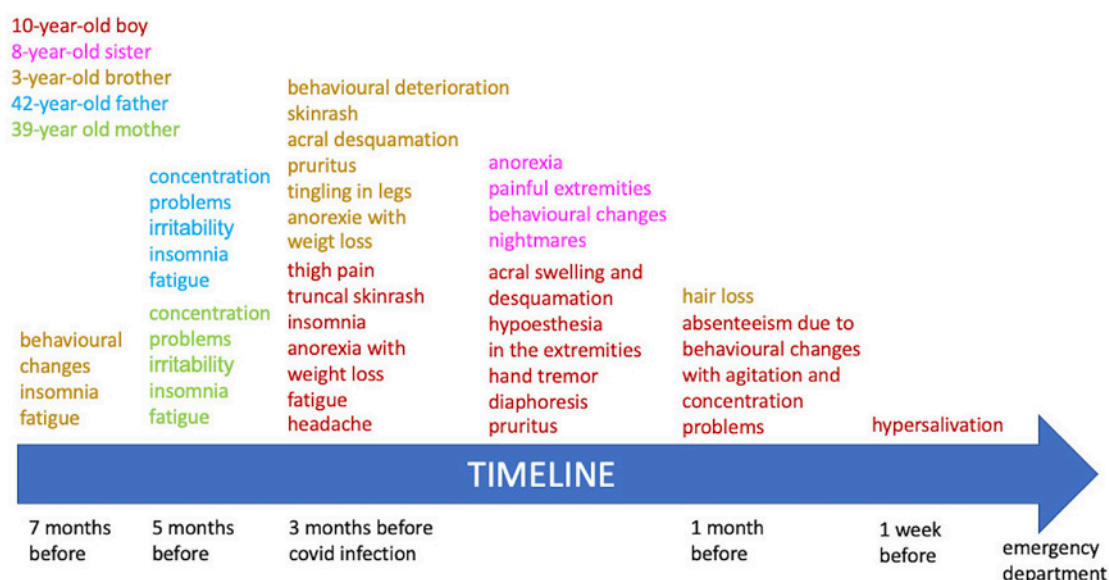 10-year-old boy
8-year-old sister
3-year-old brother
42-year-old father
39-year old mother
behavioural
changes
insomnia
fatigue
concentration
problems
irritability
insomnia
fatigue
concentration
problems
irritability
insomnia
fatigue
behavioural deterioration
skinrash
acral desquamation
pruritus
tingling in legs
anorexie with
weigt loss
thigh pain
truncal skinrash
insomnia
anorexia with
weight loss
fatigue
headache
anorexia
painful extremities
behavioural changes
nightmares
acral swelling and
desquamation
hypoesthesia
in the extremities
hand tremor
diaphoresis
pruritus
hair loss
absenteeism due to
behavioural changes
with agitation and
concentration
problems
hypersalivation
TIMELINE
7 months
before
5 months
before
3 months before
covid infection
1 month
before
1 week
before
emergency
department